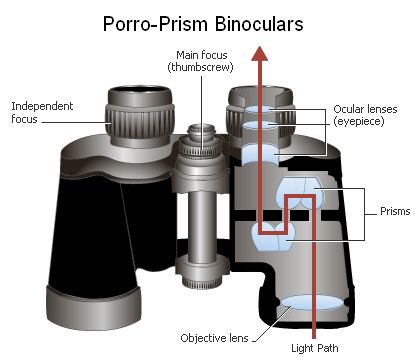 Porro-Prism Binoculars
Main focus
(thumbscrew)
Independent
focus
Ocular lenses
(eyepiece)
Prisms
Objective lens
Light Path